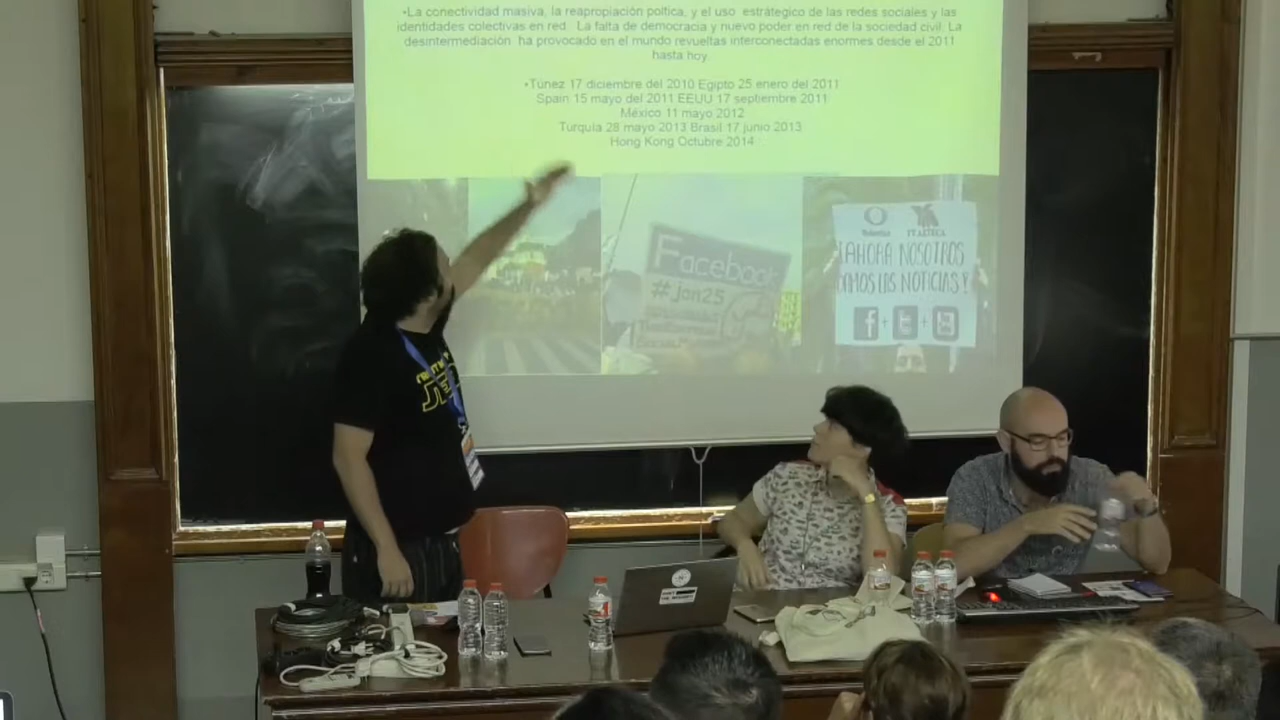 •La conectividad masiva, la reapropiación poltica, y el uso estrátegico de las redes sociales y las
identidades colectivas en red. La falta de democracia y nuevo poder en red de la sociedad civil. La
desintermediación ha provocado en el mundo revueltas interconectadas enormes desde el 2011
hasta hoy
•Túnez 17 diciembre del 2010 Egipto 25 enero del 2011
Spain 15 mayo del 2011 EEUU 17 septiembre 2011
México 11 mayo 2012
Turquia 28 mayo 2013 Brasil 17 junio 2013
Hong Kong Octubre 2014
Facebook
#jan25
TV AZTECA
¡AHORA NOSOTROS
DAMOS LAS NOTICIAS!
f + t +